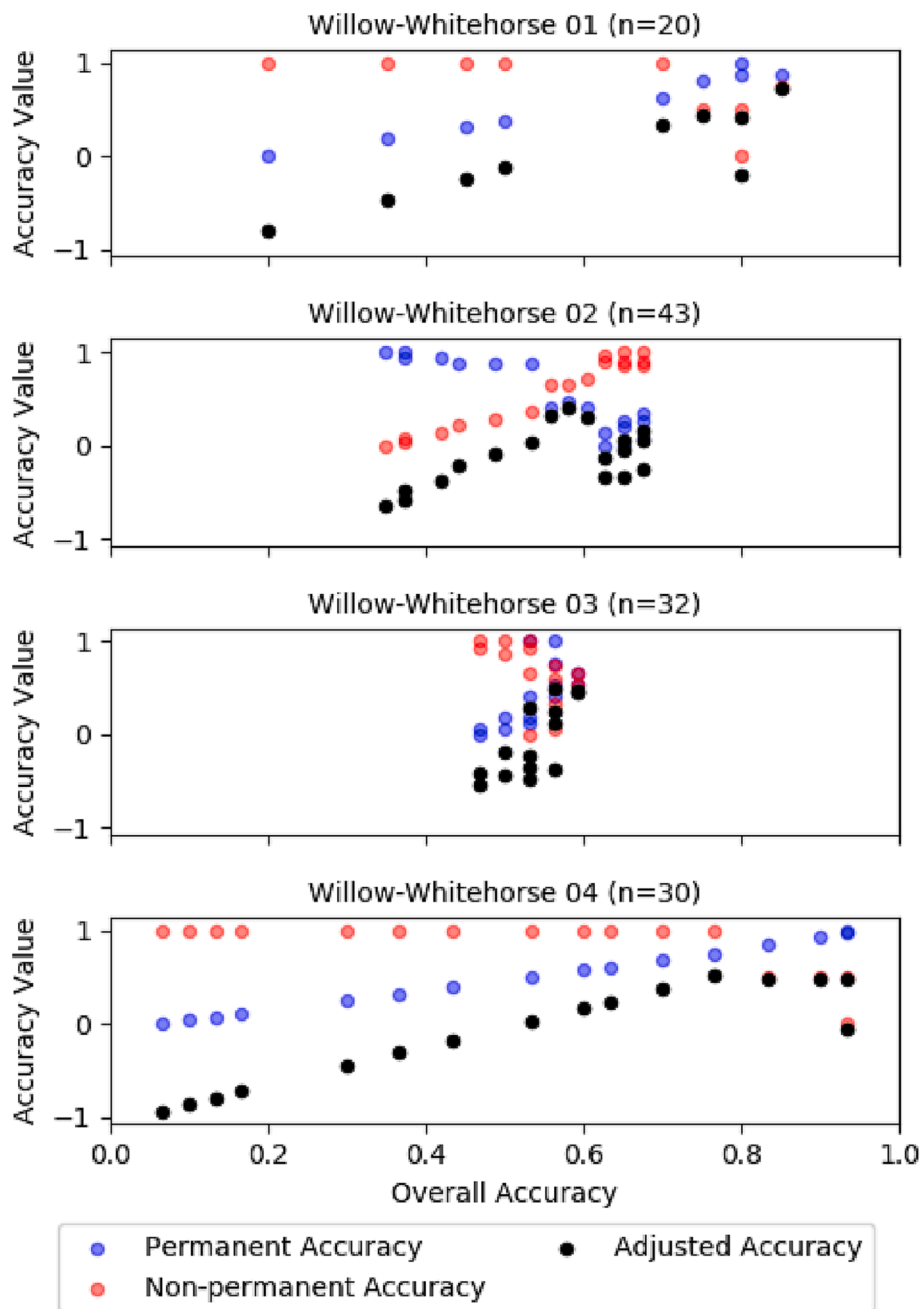 Willow-Whitehorse 01 (n=20)
Accuracy Value
1
0
−1
Willow-Whitehorse 02 (n=43)
Accuracy Value
1
0
−1
Willow-Whitehorse 03 (n=32)
Accuracy Value
1
0
−1
Willow-Whitehorse 04 (n=30)
Accuracy Value
1
0
−1
0.0 0.2 0.4 0.6 0.8 1.0
Overall Accuracy
Permanent Accuracy
Adjusted Accuracy
Non-permanent Accuracy